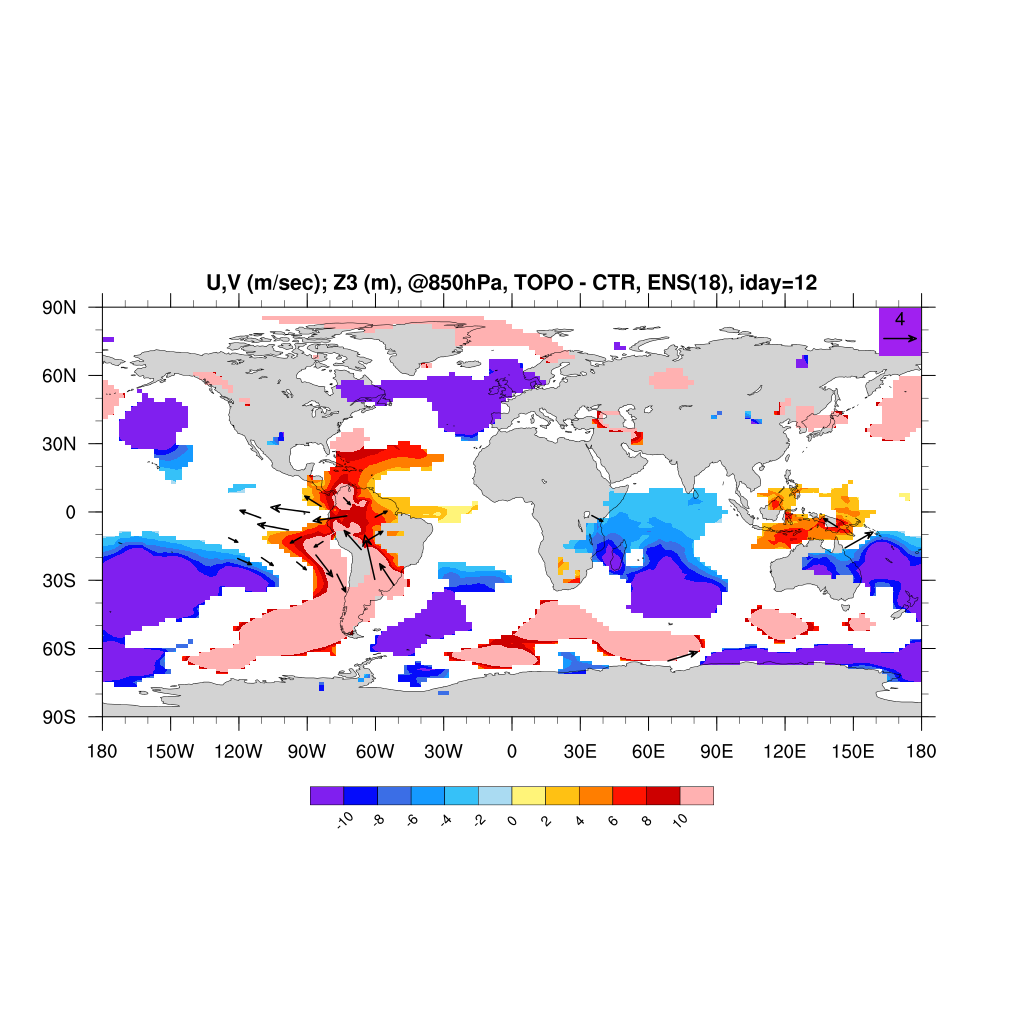 U,V (m/sec); Z3 (m), @850hPa, TOPO - CTR, ENS(18), iday=12
4
90N
60N
30N
0
30S
60S
90S
180 150W 120W 90W 60W 30W 0 30E 60E 90E 120E 150E 180
-10 -8 -6 -4 -2 0 2 4 6 8 10